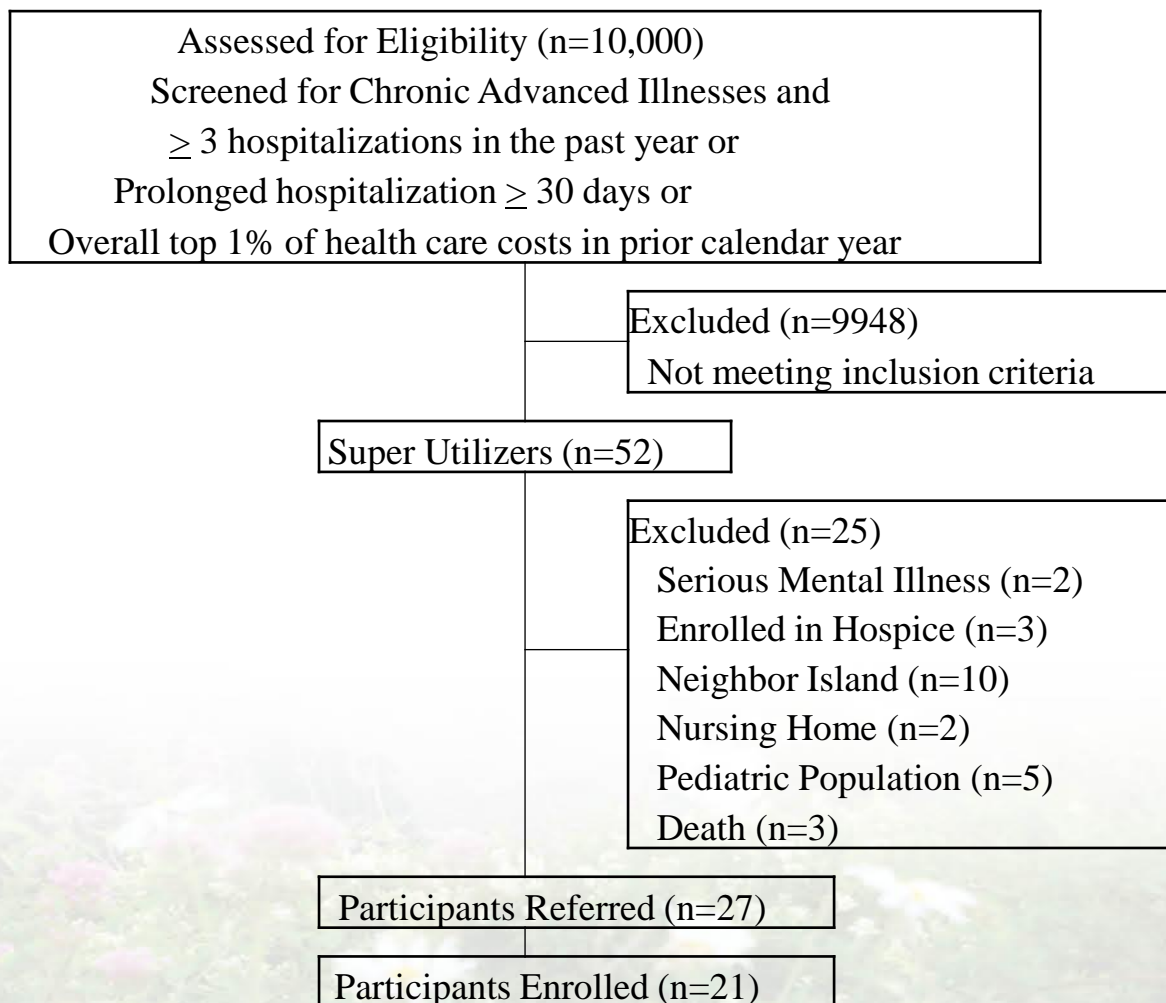 Assessed for Eligibility (n=10,000)
Screened for Chronic Advanced Illnesses and
≥ 3 hospitalizations in the past year or
Prolonged hospitalization ≥ 30 days or
Overall top 1% of health care costs in prior calendar year
Excluded (n=9948)
Not meeting inclusion criteria
Super Utilizers (n=52)
Excluded (n=25)
Serious Mental Illness (n=2)
Enrolled in Hospice (n=3)
Neighbor Island (n=10)
Nursing Home (n=2)
Pediatric Population (n=5)
Death (n=3)
Participants Referred (n=27)
Participants Enrolled (n=21)